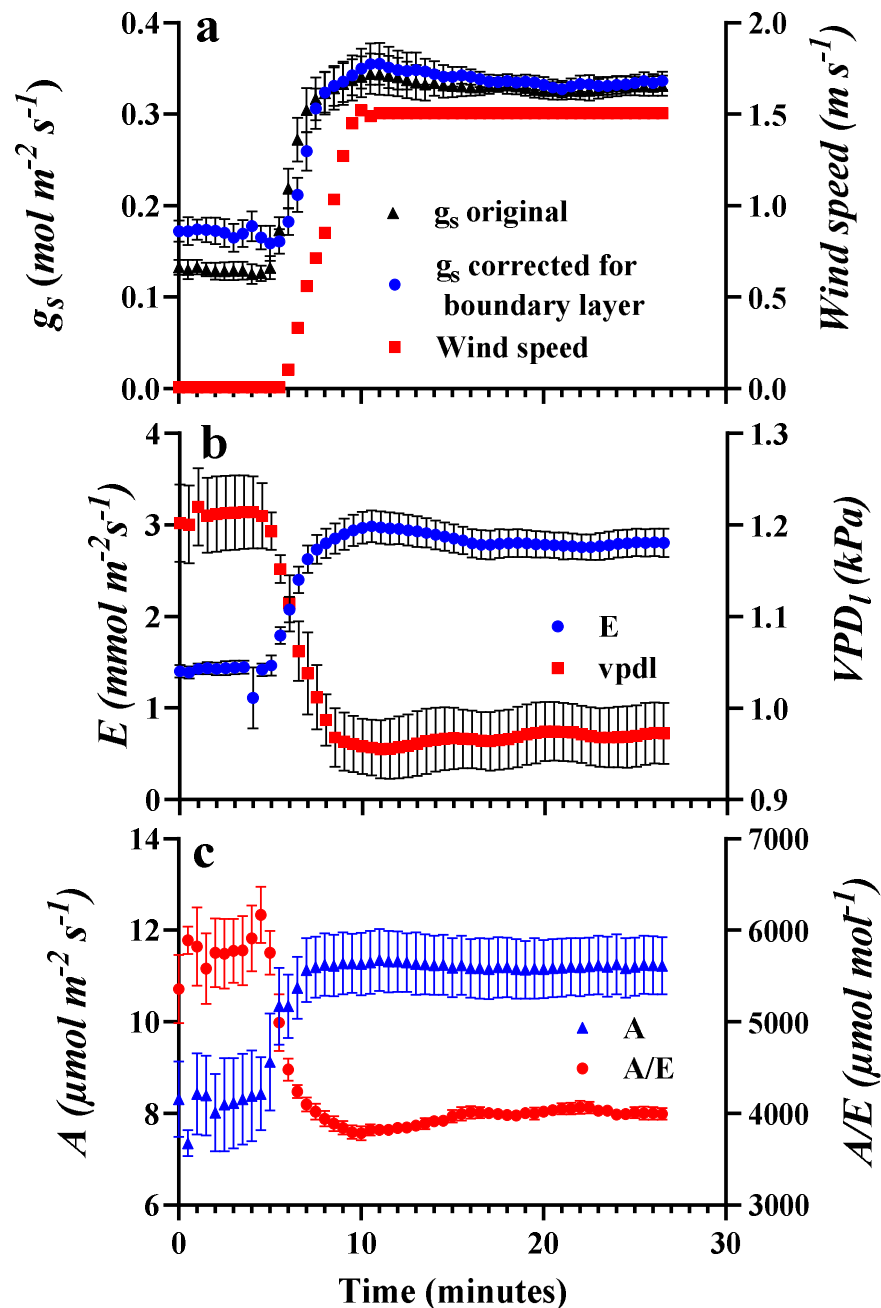 a
0.4
0.3
0.2
0.1
0.0
gs (mol m-2 s-1)
2.0
1.5
1.0
0.5
0.0
Wind speed (m s-1)
gs original
gs corrected for
boundary layer
Wind speed
b
4
3
2
1
0
E (mmol m-2s-1)
1.3
1.2
1.1
1.0
0.9
VPDl (kPa)
E
vpdl
c
14
12
10
8
6
A (µmol m-2 s-1)
7000
6000
5000
4000
3000
A/E (µmol mol-1)
A
A/E
0 10 20 30
Time (minutes)